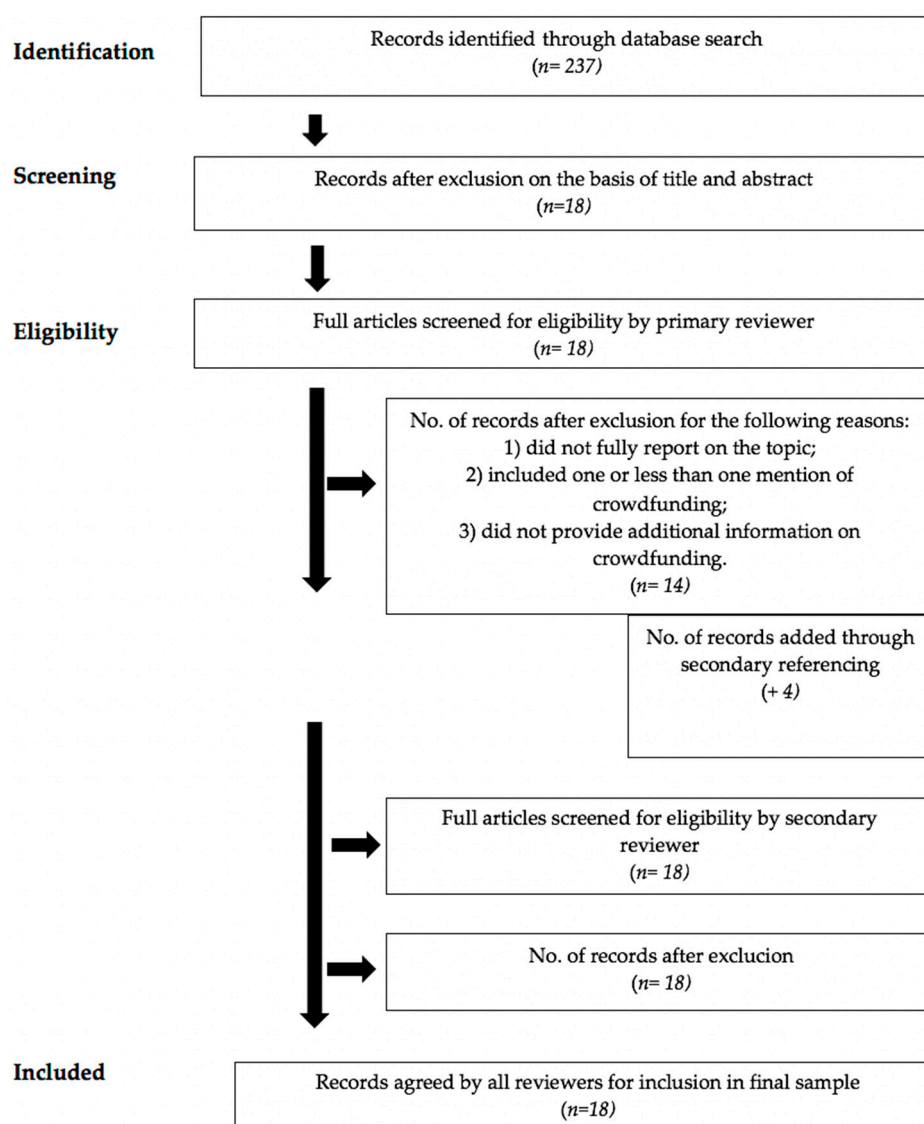 Identification
Records identified through database search
(n= 237)
Screening
Records after exclusion on the basis of title and abstract
(n=18)
Eligibility
Full articles screened for eligibility by primary reviewer
(n= 18)
No. of records after exclusion for the following reasons:
1) did not fully report on the topic;
2) included one or less than one mention of
crowdfunding;
3) did not provide additional information on
crowdfunding.
(n= 14)
No. of records added through
secondary referencing
(+ 4)
Full articles screened for eligibility by secondary
reviewer
(n= 18)
No. of records after exclucion
(n= 18)
Included
Records agreed by all reviewers for inclusion in final sample
(n=18)